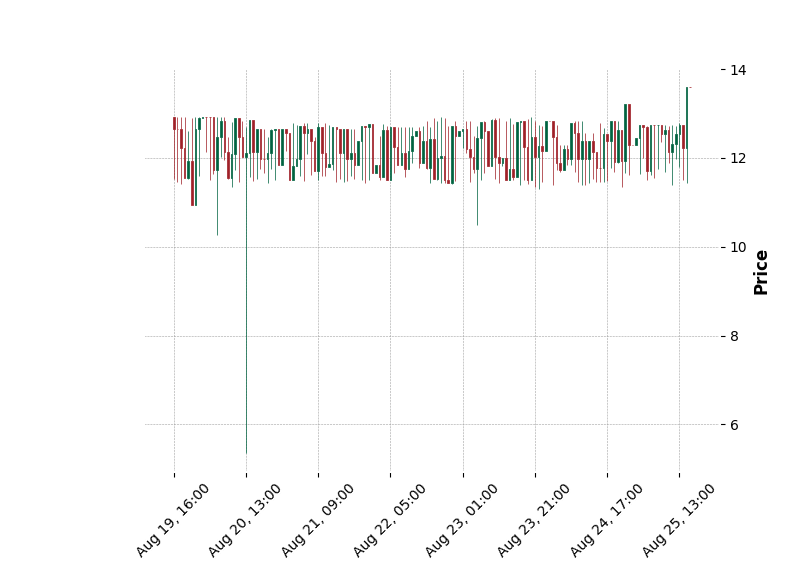 14
12
10
8
6
Price
Aug 19, 16:00
Aug 20, 13:00
Aug 21, 09:00
Aug 22, 05:00
Aug 23, 01:00
Aug 23, 21:00
Aug 24, 17:00
Aug 25, 13:00